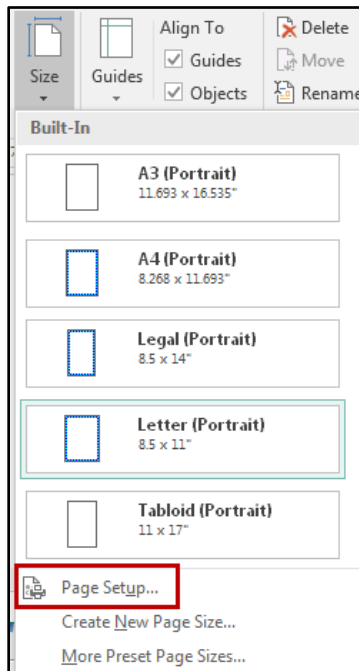 Size
Guides
Align To
Guides
Objects
Delete
Move
Rename
Built-In
A3 (Portrait)
11.693 x 16.535"
A4 (Portrait)
8.268 x 11.693"
Legal (Portrait)
8.5 x 14"
Letter (Portrait)
8.5 x 11"
Tabloid (Portrait)
11 x 17"
Page Setup...
Create New Page Size...
More Preset Page Sizes...